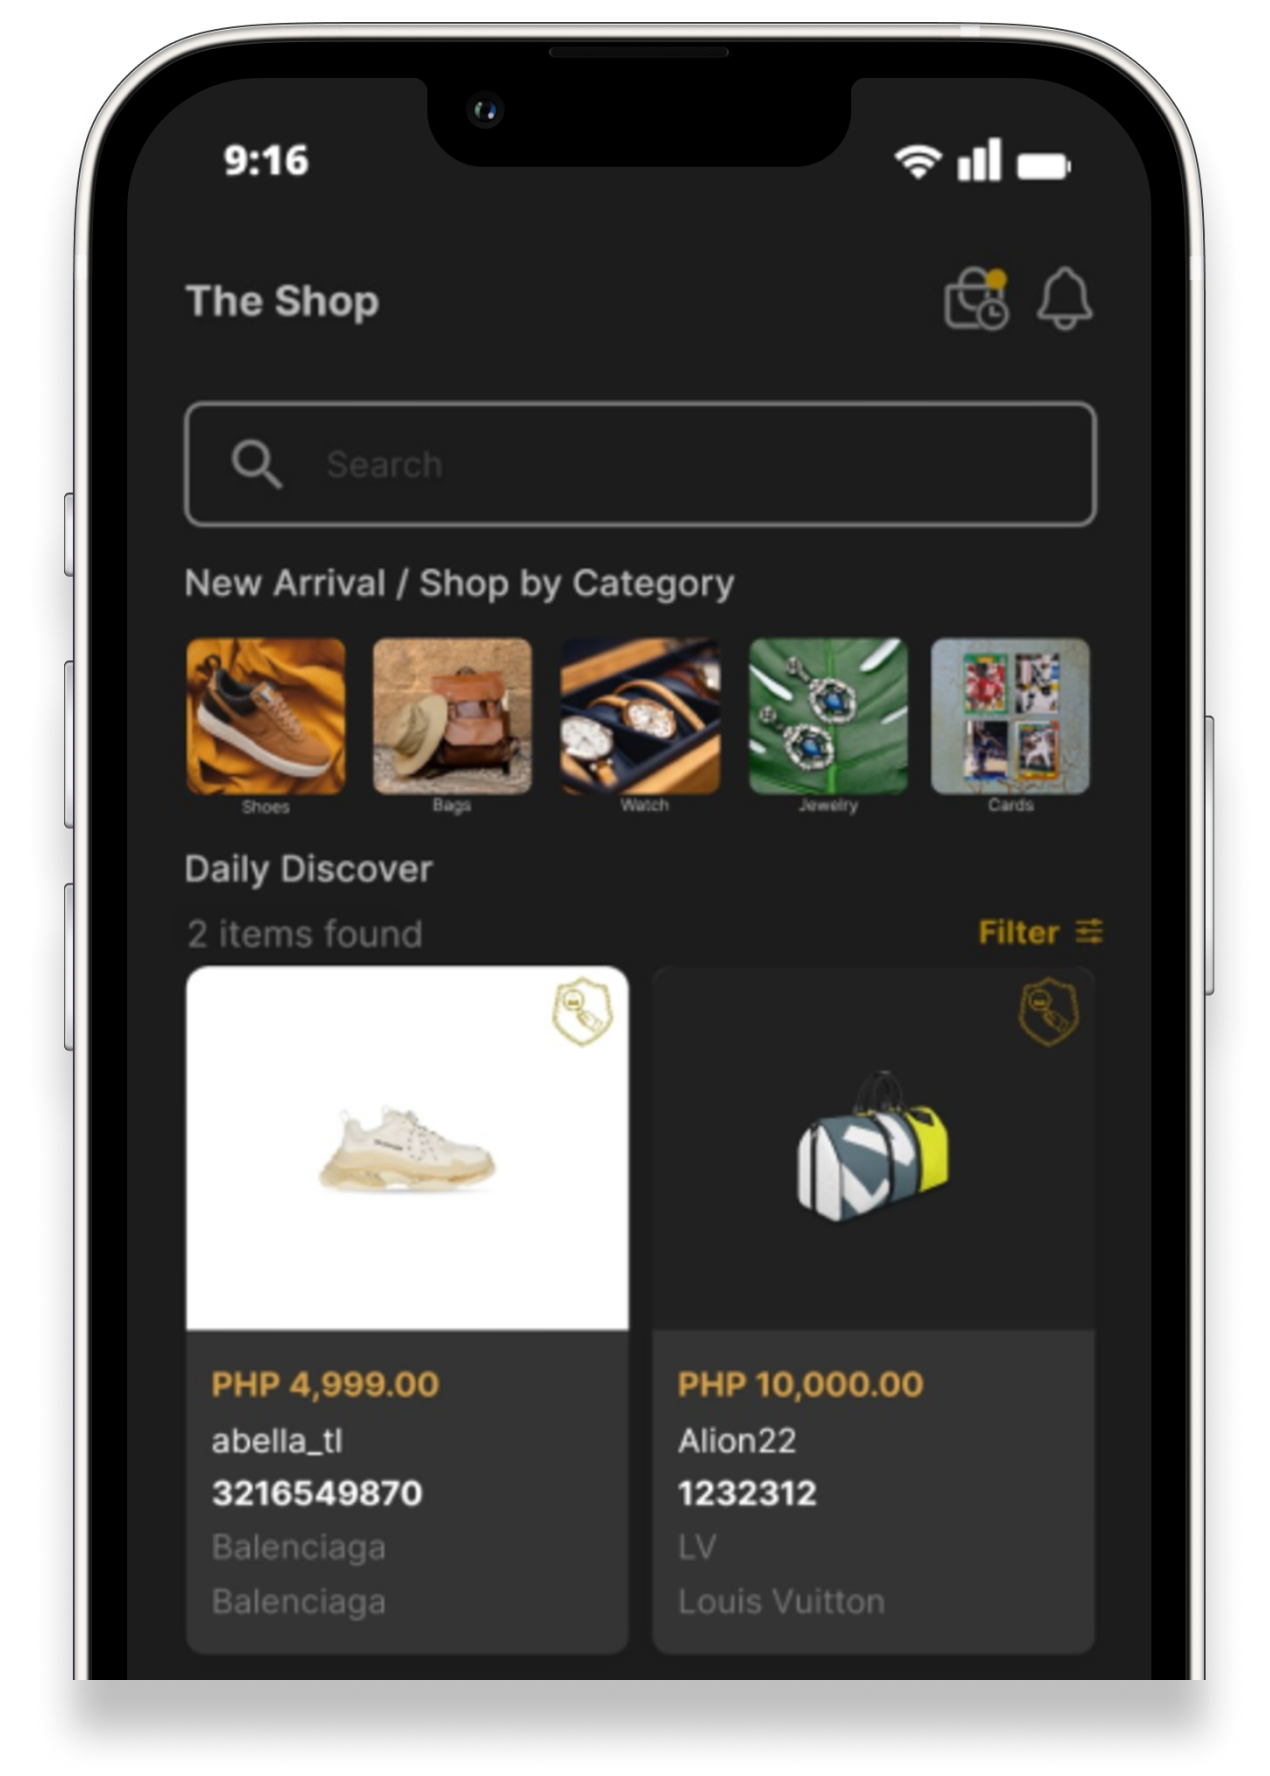 9:16
The Shop
Search
New Arrival / Shop by Category
Shoes
Bags
Watch
Jewelry
Cards
Daily Discover
2 items found
Filter
PHP 4,999.00
abella_tl
3216549870
Balenciaga
Balenciaga
PHP 10,000.00
Alion22
1232312
LV
Louis Vuitton